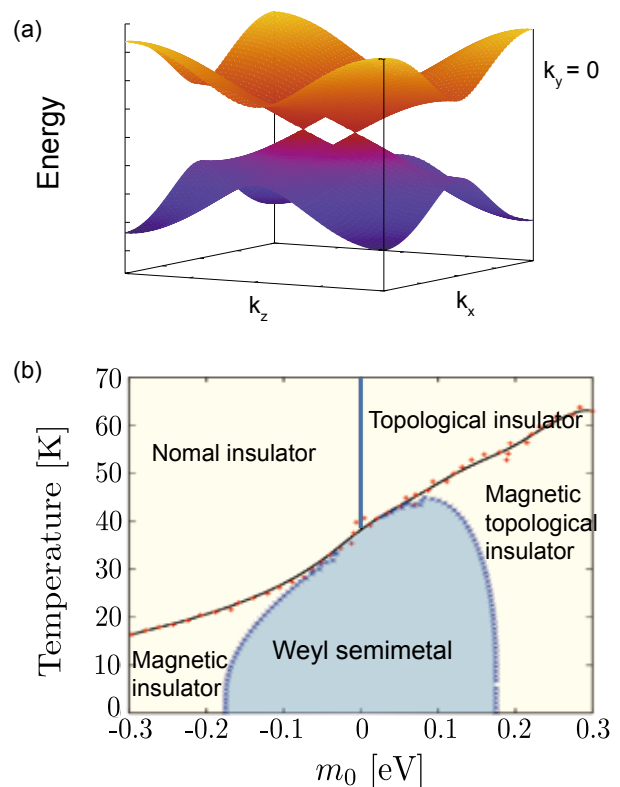 (a)
k_y = 0
Energy
k_z
k_x
(b)
70
60
50
40
30
20
10
0
Temperature [K]
Nomal insulator
Topological insulator
Magnetic
topological
insulator
Weyl semimetal
Magnetic
insulator
-0.3
-0.2
-0.1
0
0.1
0.2
0.3
m_0 [eV]